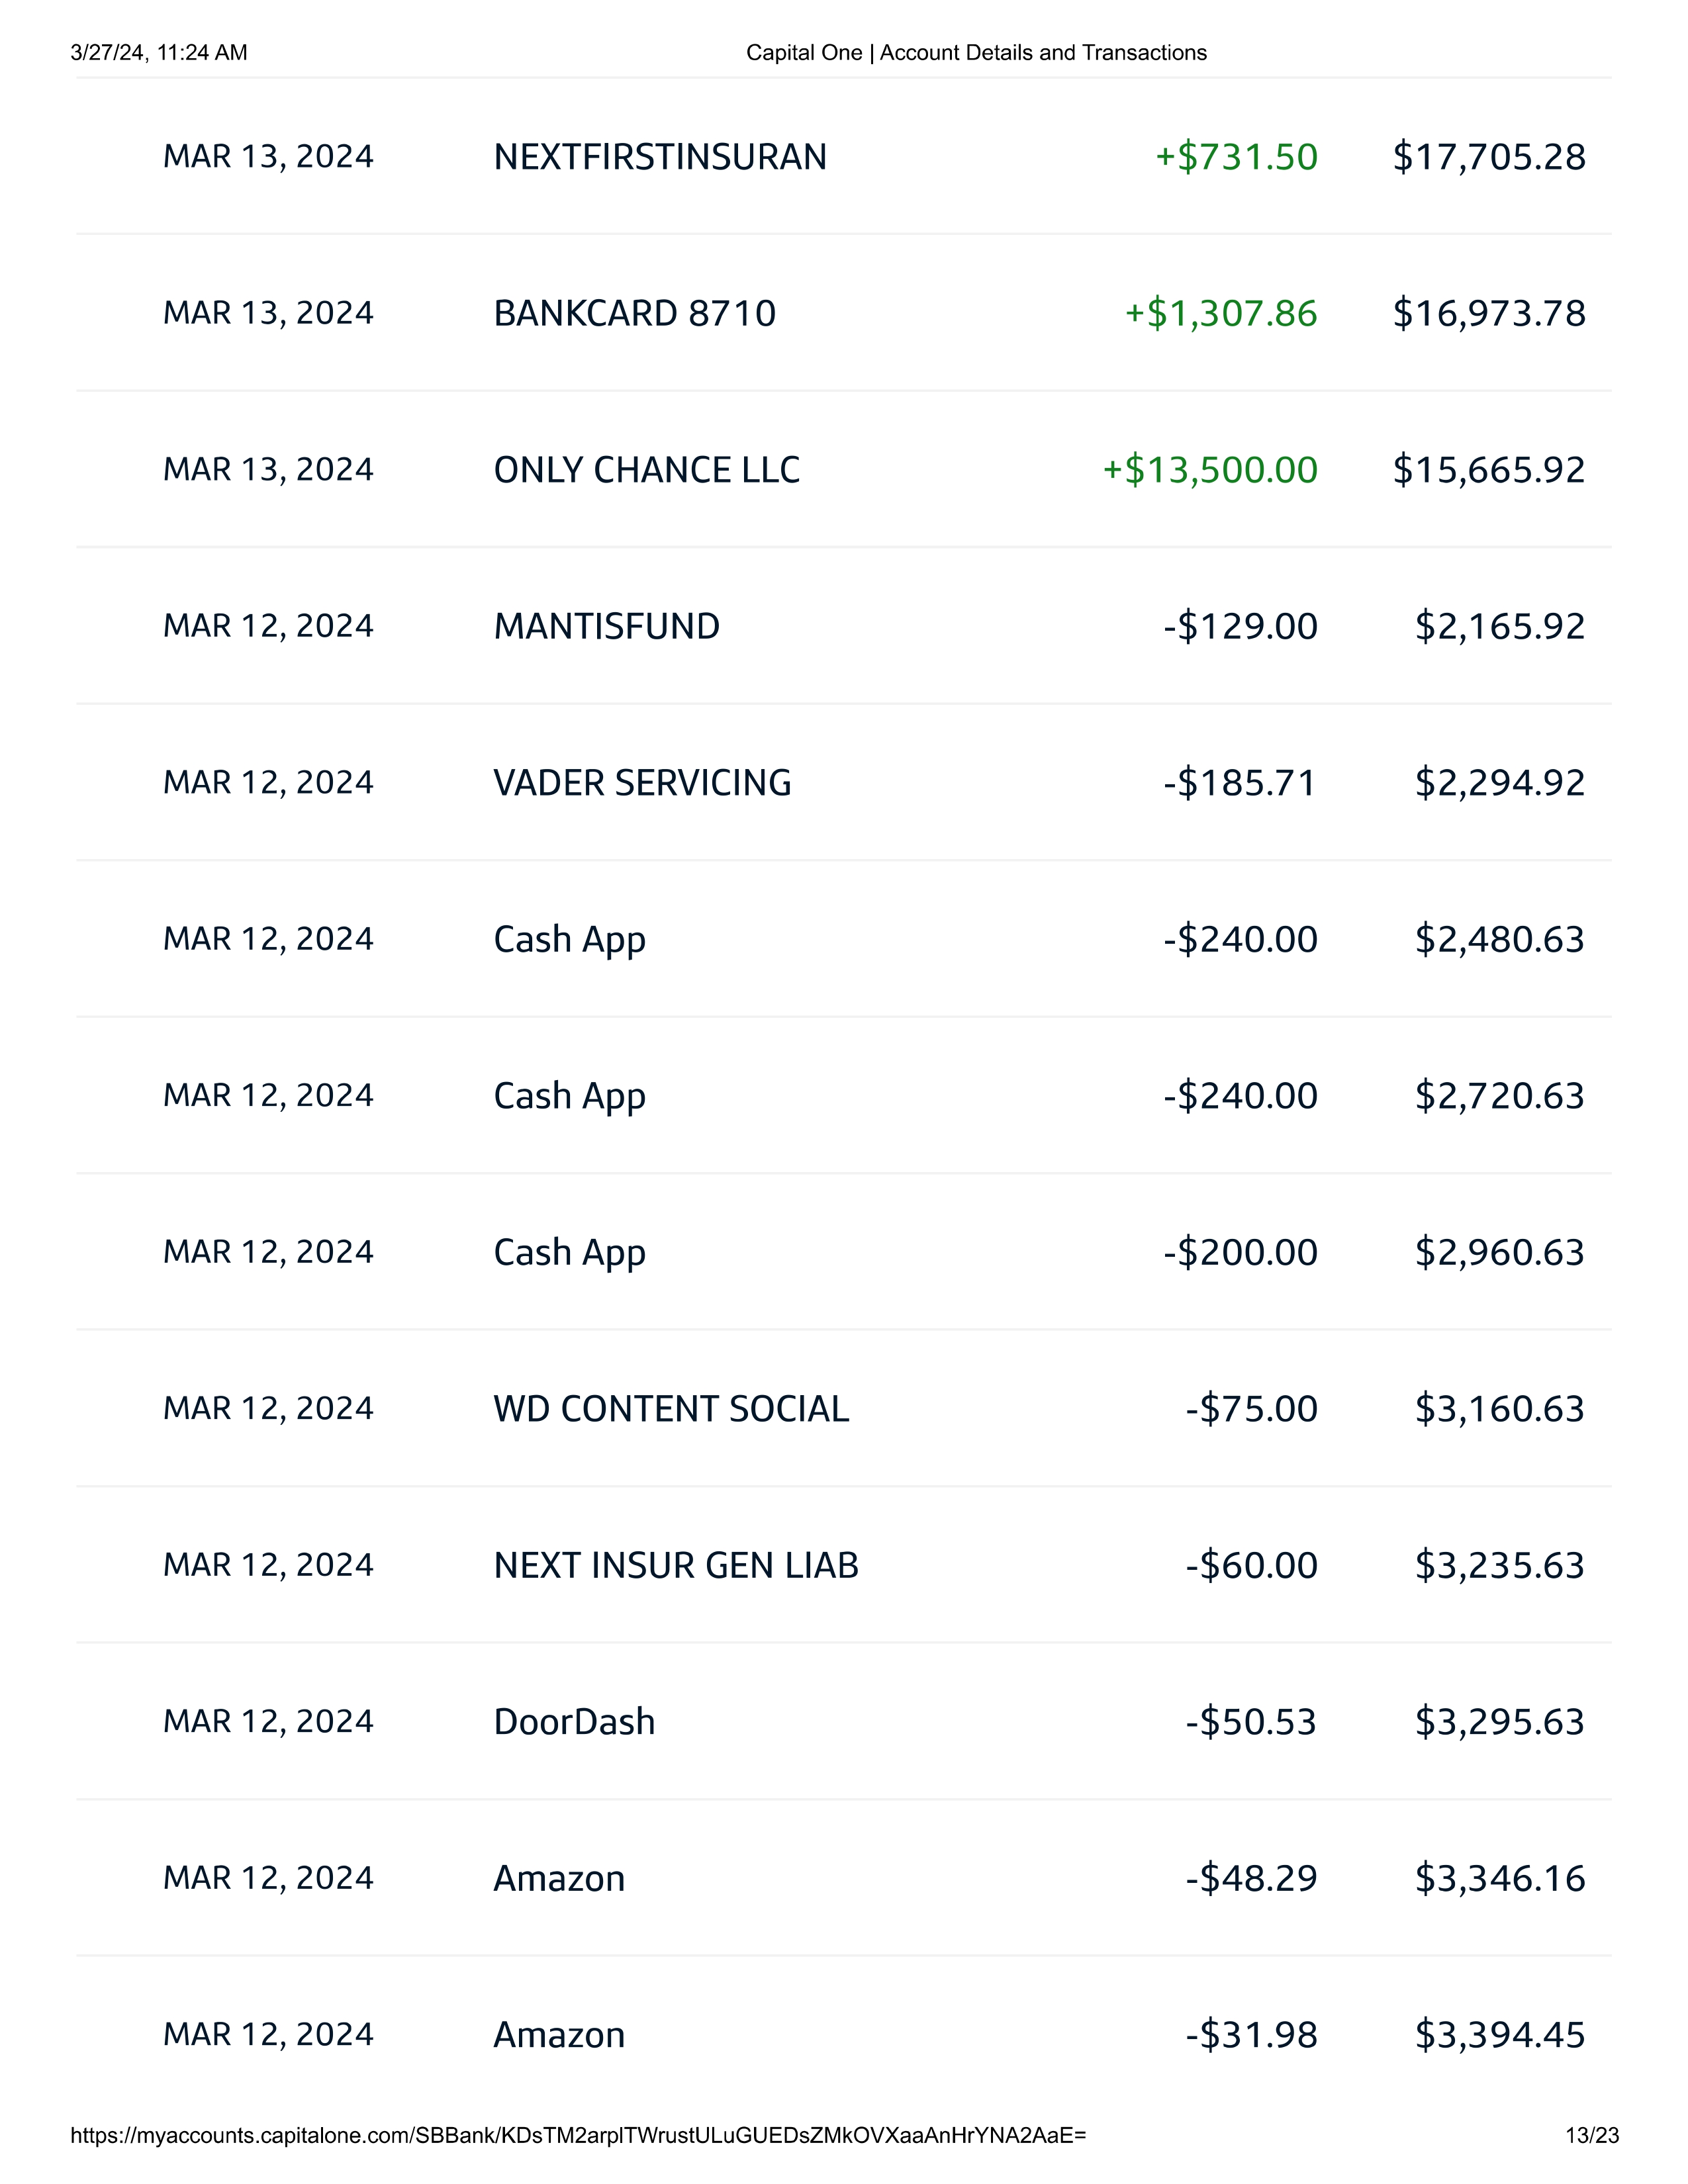 3/27/24, 11:24 AM Capital One | Account Details and Transactions
MAR 13, 2024 NEXTFIRSTINSURAN +$731.50 $17,705.28
MAR 13, 2024 BANKCARD 8710 +$1,307.86 $16,973.78
MAR 13, 2024 ONLY CHANCE LLC +$13,500.00 $15,665.92
MAR 12, 2024 MANTISFUND -$129.00 $2,165.92
MAR 12, 2024 VADER SERVICING -$185.71 $2,294.92
MAR 12, 2024 Cash App -$240.00 $2,480.63
MAR 12, 2024 Cash App -$240.00 $2,720.63
MAR 12, 2024 Cash App -$200.00 $2,960.63
MAR 12, 2024 WD CONTENT SOCIAL -$75.00 $3,160.63
MAR 12, 2024 NEXT INSUR GEN LIAB -$60.00 $3,235.63
MAR 12, 2024 DoorDash -$50.53 $3,295.63
MAR 12, 2024 Amazon -$48.29 $3,346.16
MAR 12, 2024 Amazon -$31.98 $3,394.45
https://myaccounts.capitalone.com/SBBank/KDsTM2arplTWrustULuGUEDsZMkOVXaaAnHrYNA2AaE= 13/23